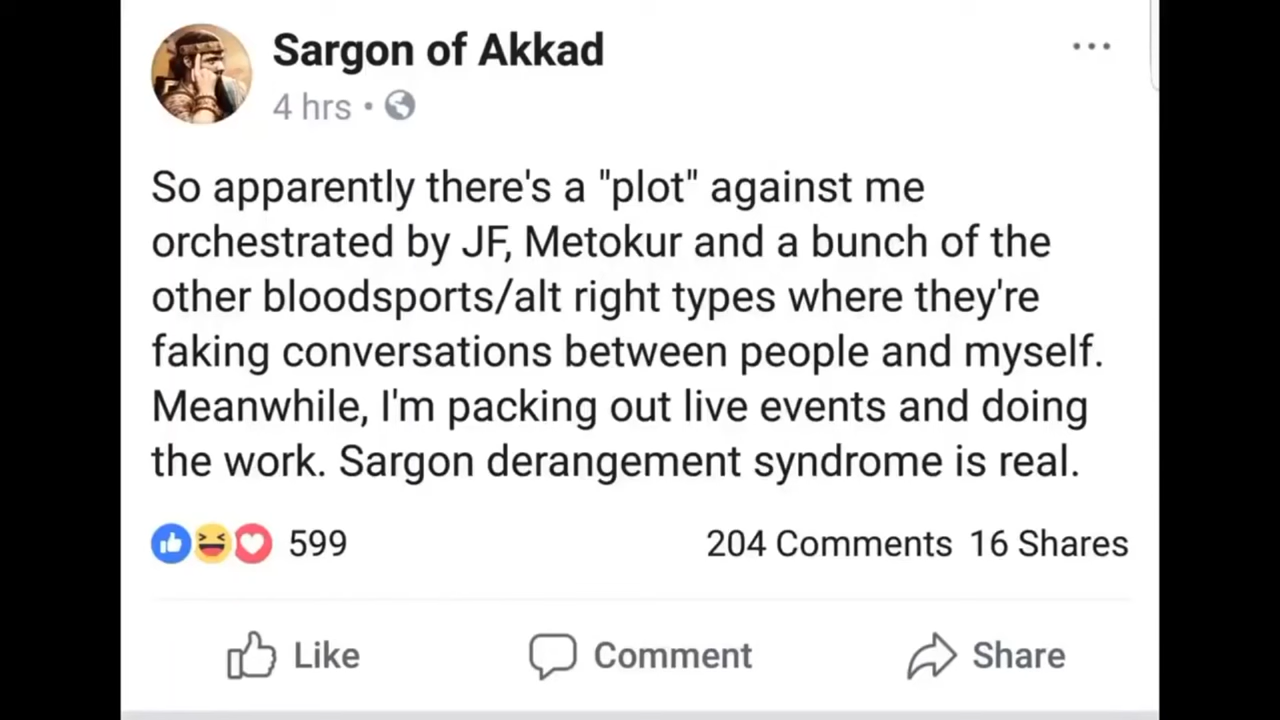 Sargon of Akkad
4 hrs •
So apparently there's a "plot" against me
orchestrated by JF, Metokur and a bunch of the
other bloodsports/alt right types where they're
faking conversations between people and myself.
Meanwhile, I'm packing out live events and doing
the work. Sargon derangement syndrome is real.
599 204 Comments 16 Shares
Like Comment Share